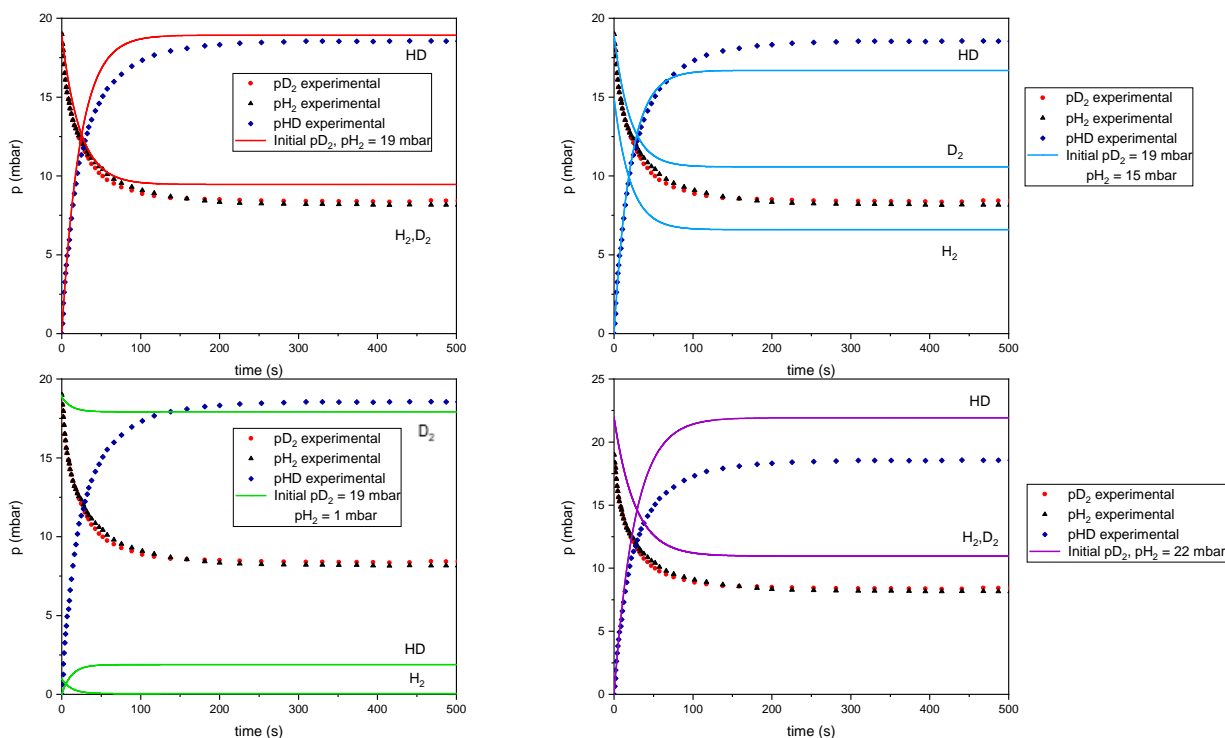 20
15
10
5
0
p (mbar)
HD
pD₂ experimental
pH₂ experimental
pHD experimental
Initial pD₂, pH₂ = 19 mbar
H₂,D₂
0 100 200 300 400 500
time (s)
20
15
10
5
0
p (mbar)
HD
D₂
H₂
0 100 200 300 400 500
time (s)
pD₂ experimental
pH₂ experimental
pHD experimental
Initial pD₂ = 19 mbar
pH₂ = 15 mbar
20
15
10
5
0
p (mbar)
D₂
pD₂ experimental
pH₂ experimental
pHD experimental
Initial pD₂ = 19 mbar
pH₂ = 1 mbar
HD
H₂
0 100 200 300 400 500
time (s)
25
20
15
10
5
0
p (mbar)
HD
H₂,D₂
0 100 200 300 400 500
time (s)
pD₂ experimental
pH₂ experimental
pHD experimental
Initial pD₂, pH₂ = 22 mbar